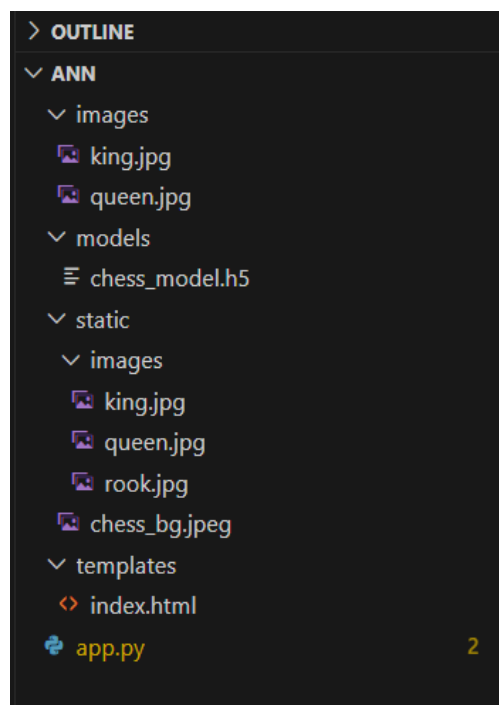 OUTLINE
ANN
images
king.jpg
queen.jpg
models
chess_model.h5
static
images
king.jpg
queen.jpg
rook.jpg
chess_bg.jpeg
templates
index.html
app.py 2